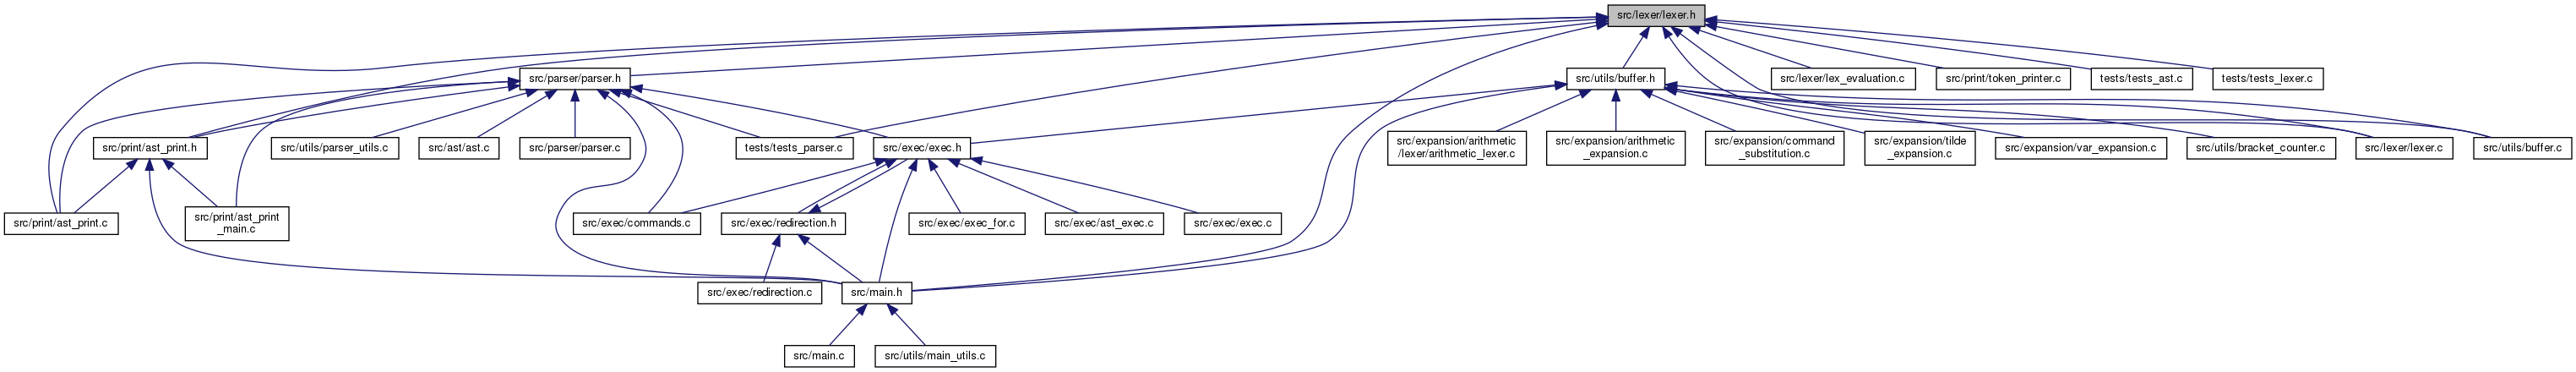 src/lexer/lexer.h
src/parser/parser.h
src/utils/buffer.h
src/lexer/lex_evaluation.c
src/print/token_printer.c
tests/tests_ast.c
tests/tests_lexer.c
src/print/ast_print.h
src/utils/parser_utils.c
src/ast/ast.c
src/parser/parser.c
tests/tests_parser.c
src/exec/exec.h
src/expansion/arithmetic
/lexer/arithmetic_lexer.c
src/expansion/arithmetic
_expansion.c
src/expansion/command
_substitution.c
src/expansion/tilde
_expansion.c
src/expansion/var_expansion.c
src/utils/bracket_counter.c
src/lexer/lexer.c
src/utils/buffer.c
src/print/ast_print.c
src/print/ast_print
_main.c
src/exec/commands.c
src/exec/redirection.h
src/exec/exec_for.c
src/exec/ast_exec.c
src/exec/exec.c
src/exec/redirection.c
src/main.h
src/main.c
src/utils/main_utils.c